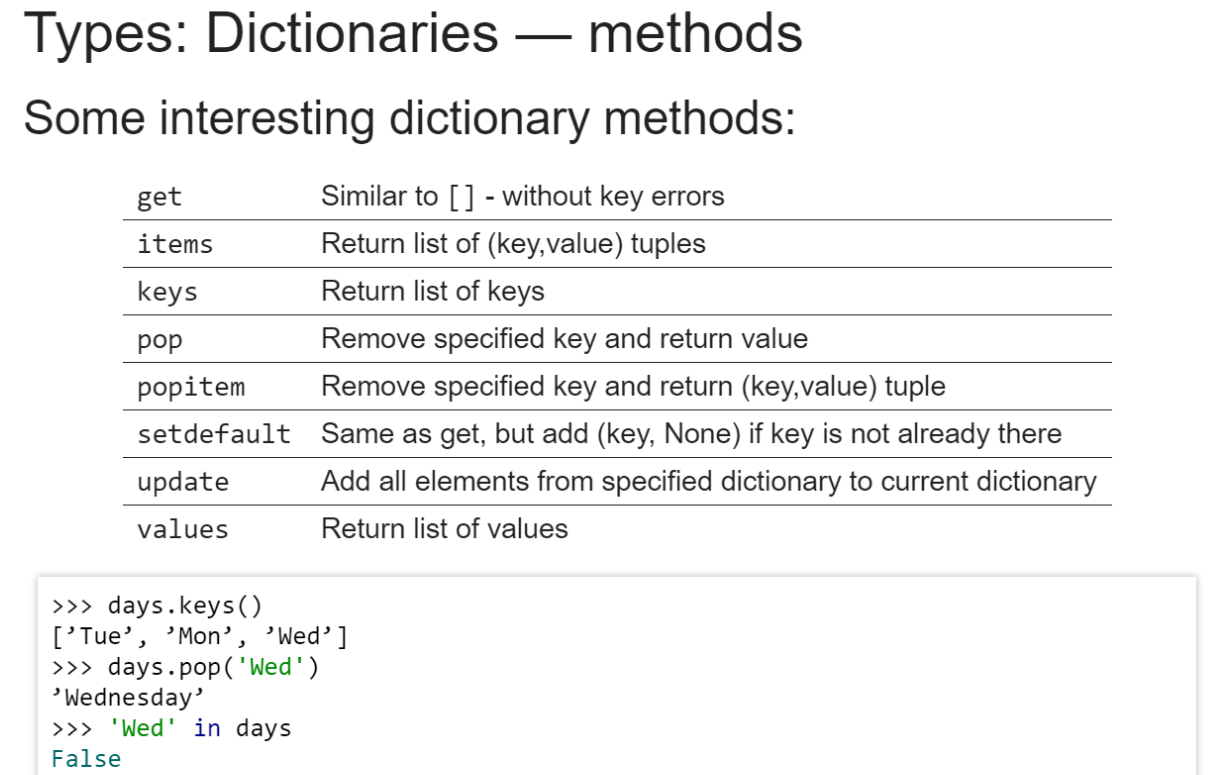 Types: Dictionaries — methods
Some interesting dictionary methods:
get Similar to [] - without key errors
items Return list of (key,value) tuples
keys Return list of keys
pop Remove specified key and return value
popitem Remove specified key and return (key,value) tuple
setdefault Same as get, but add (key, None) if key is not already there
update Add all elements from specified dictionary to current dictionary
values Return list of values
>>> days.keys()
[’Tue’, ’Mon’, ’Wed’]
>>> days.pop('Wed')
’Wednesday’
>>> 'Wed' in days
False